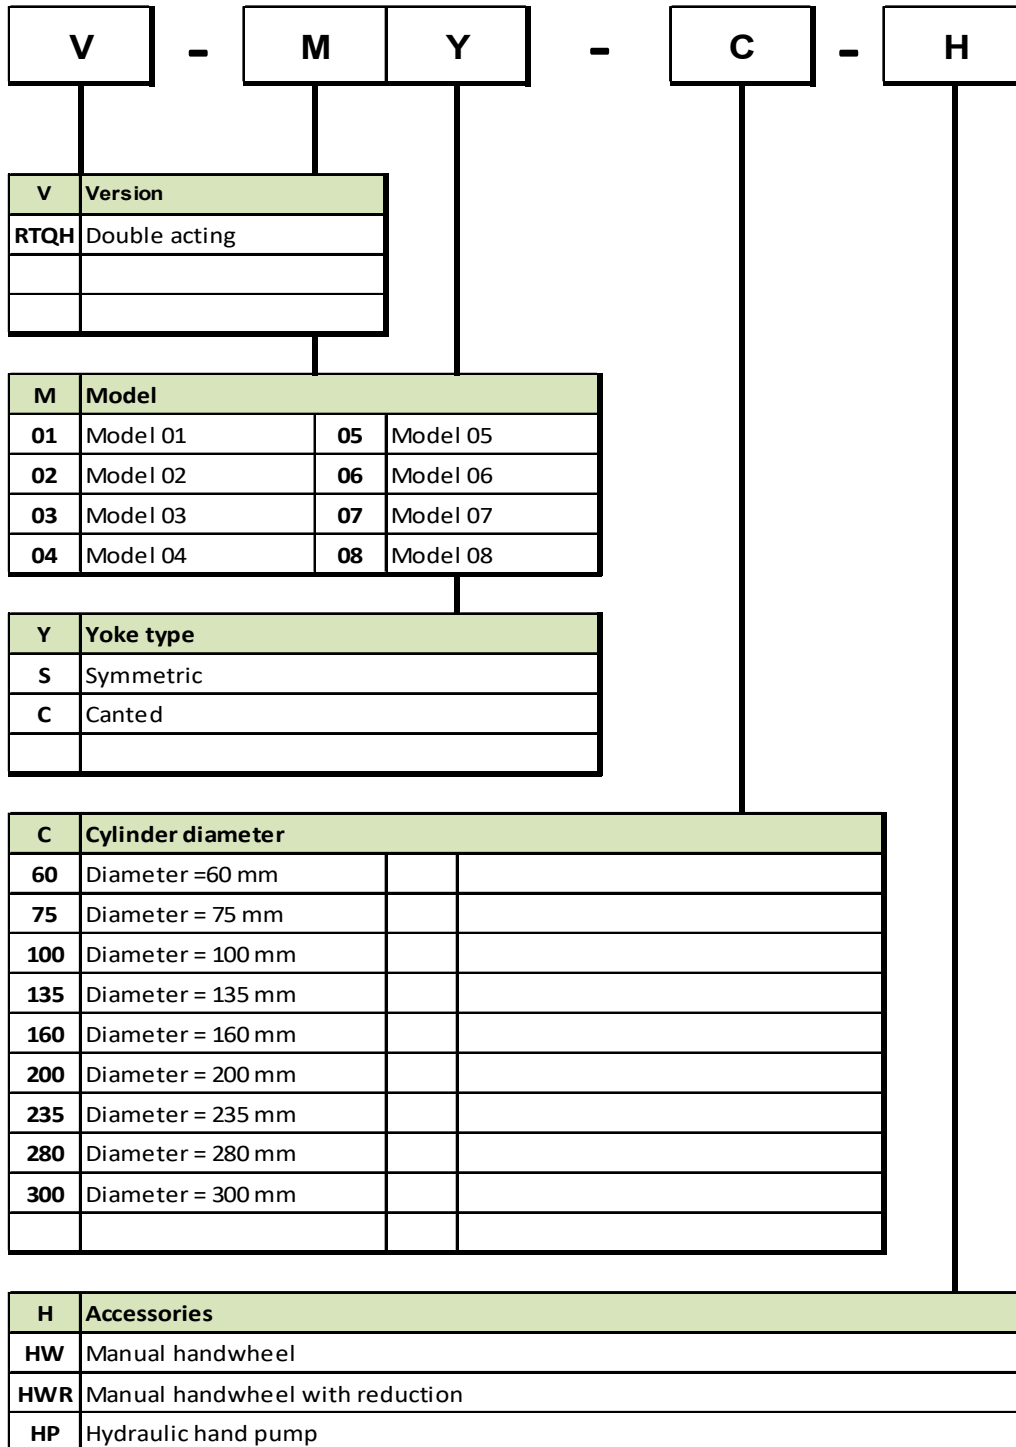 V - M Y - C - H
V Version
RTQH Double acting
M Model
01 Model 01 05 Model 05
02 Model 02 06 Model 06
03 Model 03 07 Model 07
04 Model 04 08 Model 08
Y Yoke type
S Symmetric
C Canted
C Cylinder diameter
60 Diameter =60 mm
75 Diameter = 75 mm
100 Diameter = 100 mm
135 Diameter = 135 mm
160 Diameter = 160 mm
200 Diameter = 200 mm
235 Diameter = 235 mm
280 Diameter = 280 mm
300 Diameter = 300 mm
H Accessories
HW Manual handwheel
HWR Manual handwheel with reduction
HP Hydraulic hand pump